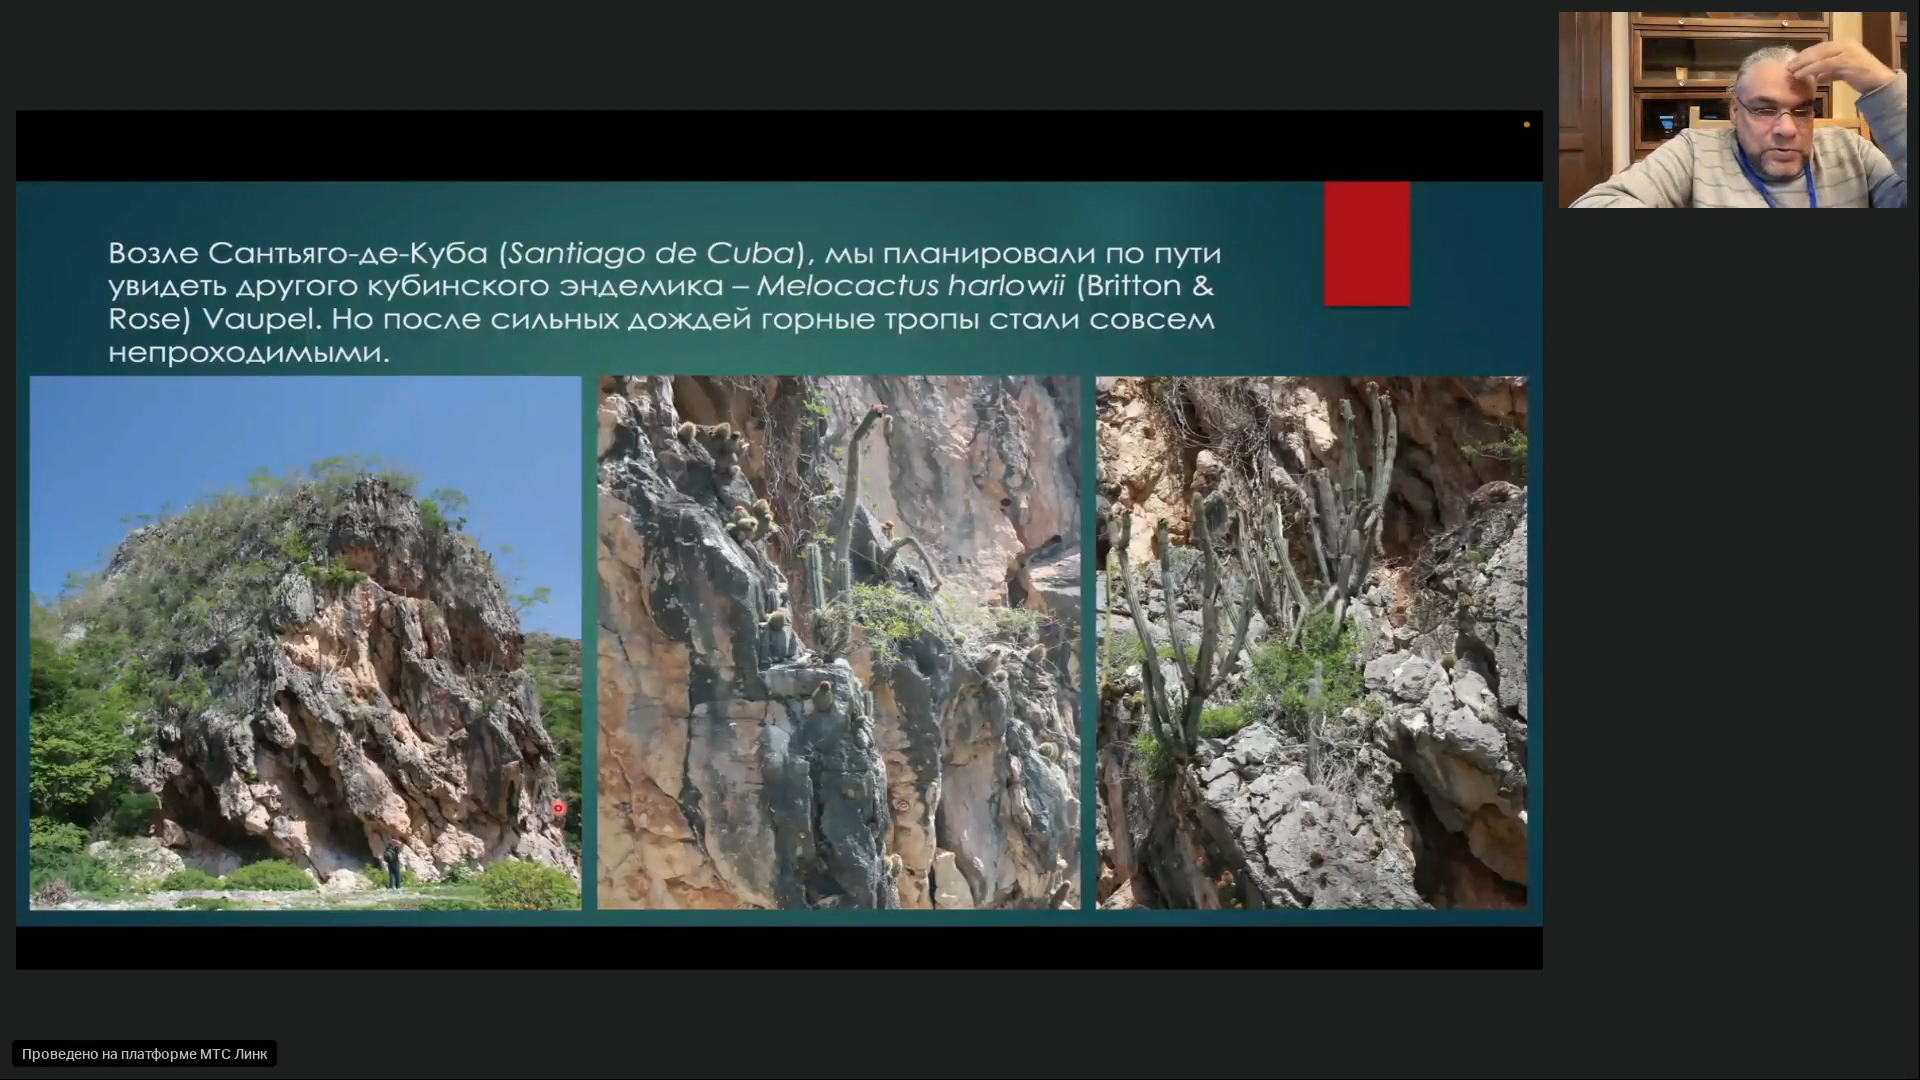 Возле Сантьяго-де-Куба (Santiago de Cuba), мы планировали по пути
увидеть другого кубинского эндемика – Melocactus harlowii (Britton &
Rose) Vaupel. Но после сильных дождей горные тропы стали совсем
непроходимыми.
Проведено на платформе МТС Линк